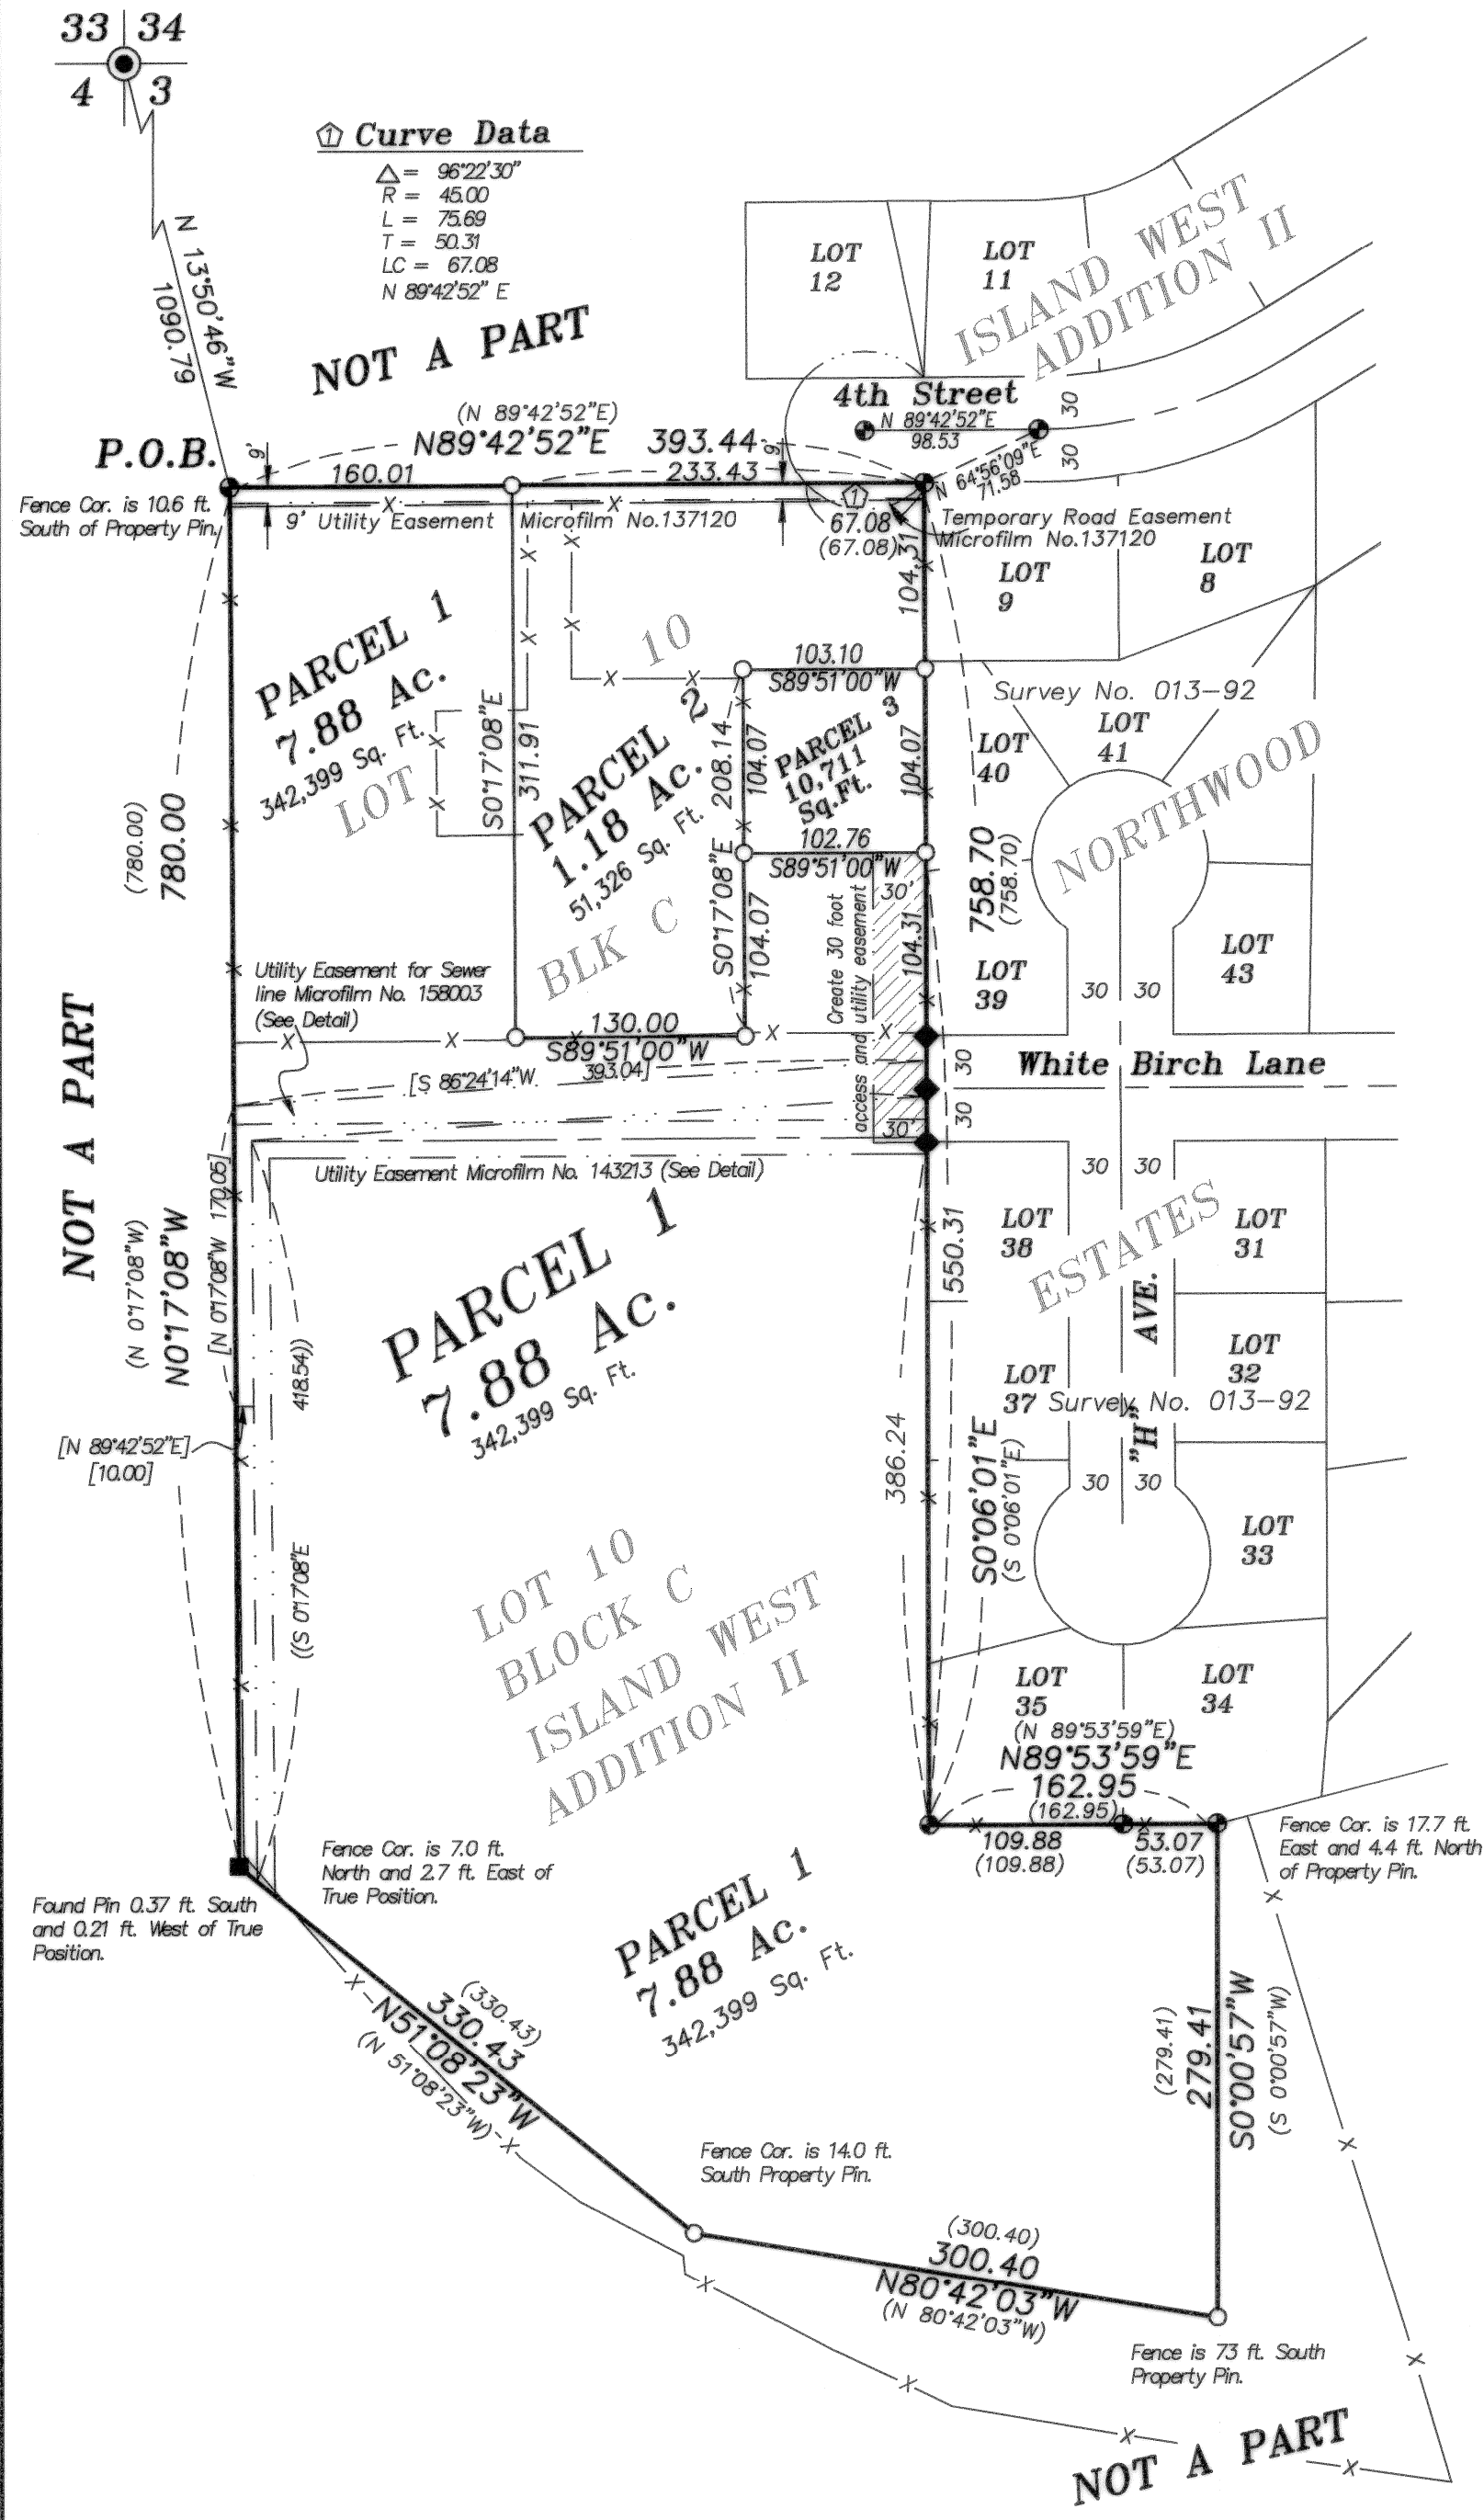 33 34
4 3
N 13°50'46"W
1090.79
1 Curve Data
△= 96°22'30"
R = 45.00
L = 75.69
T = 50.31
LC = 67.08
N 89°42'52" E
NOT A PART
LOT
12
LOT
11
ISLAND WEST
ADDITION II
4th Street
N 89°42'52"E
98.53
30
30
N 64°56'09"E
71.58
(N 89°42'52"E)
N89°42'52"E 393.44
P.O.B.
9'
160.01
233.43
9'
Fence Cor. is 10.6 ft.
South of Property Pin.
9' Utility Easement Microfilm No.137120
1
67.08
(67.08)
Temporary Road Easement
Microfilm No.137120
104.31
LOT
9
LOT
8
PARCEL 1
7.88 Ac.
342,399 Sq. Ft.
LOT
10
103.10
S89°51'00"W
Survey No. 013-92
LOT
40
LOT
41
NORTHWOOD
S0°17'08"E
311.91
PARCEL 2
1.18 Ac.
51,326 Sq. Ft.
BLK C
208.14
S0°17'08"E
104.07
104.07
PARCEL 3
10,711
Sq.Ft.
104.07
102.76
S89°51'00"W
(780.00)
780.00
758.70
(758.70)
30'
Create 30 foot
access and utility easement
104.31
LOT
39
30 30
LOT
43
Utility Easement for Sewer
line Microfilm No. 158003
(See Detail)
130.00
S89°51'00"W
[S 86°24'14"W 393.04]
30
30
30'
White Birch Lane
NOT A PART
Utility Easement Microfilm No. 143213 (See Detail)
[N 0°17'08"W 170.05]
(N 0°17'08"W)
N0°17'08"W
PARCEL 1
7.88 Ac.
342,399 Sq. Ft.
550.31
LOT
38
30 30
LOT
31
ESTATES
"H" AVE.
LOT
32
LOT
37
Survey No. 013-92
418.54))
((S 0°17'08"E
[N 89°42'52"E]
[10.00]
386.24
S0°06'01"E
(S 0°06'01"E)
30 30
LOT
33
LOT 10
BLOCK C
ISLAND WEST
ADDITION II
LOT
35
LOT
34
(N 89°53'59"E)
N89°53'59"E
162.95
(162.95)
109.88
(109.88)
53.07
(53.07)
Fence Cor. is 17.7 ft.
East and 4.4 ft. North
of Property Pin.
Fence Cor. is 7.0 ft.
North and 2.7 ft. East of
True Position.
Found Pin 0.37 ft. South
and 0.21 ft. West of True
Position.
PARCEL 1
7.88 Ac.
342,399 Sq. Ft.
(330.43)
330.43
N51°08'23"W
(N 51°08'23"W)
(279.41)
279.41
S0°00'57"W
(S 0°00'57"W)
Fence Cor. is 14.0 ft.
South Property Pin.
(300.40)
300.40
N80°42'03"W
(N 80°42'03"W)
Fence is 73 ft. South
Property Pin.
NOT A PART